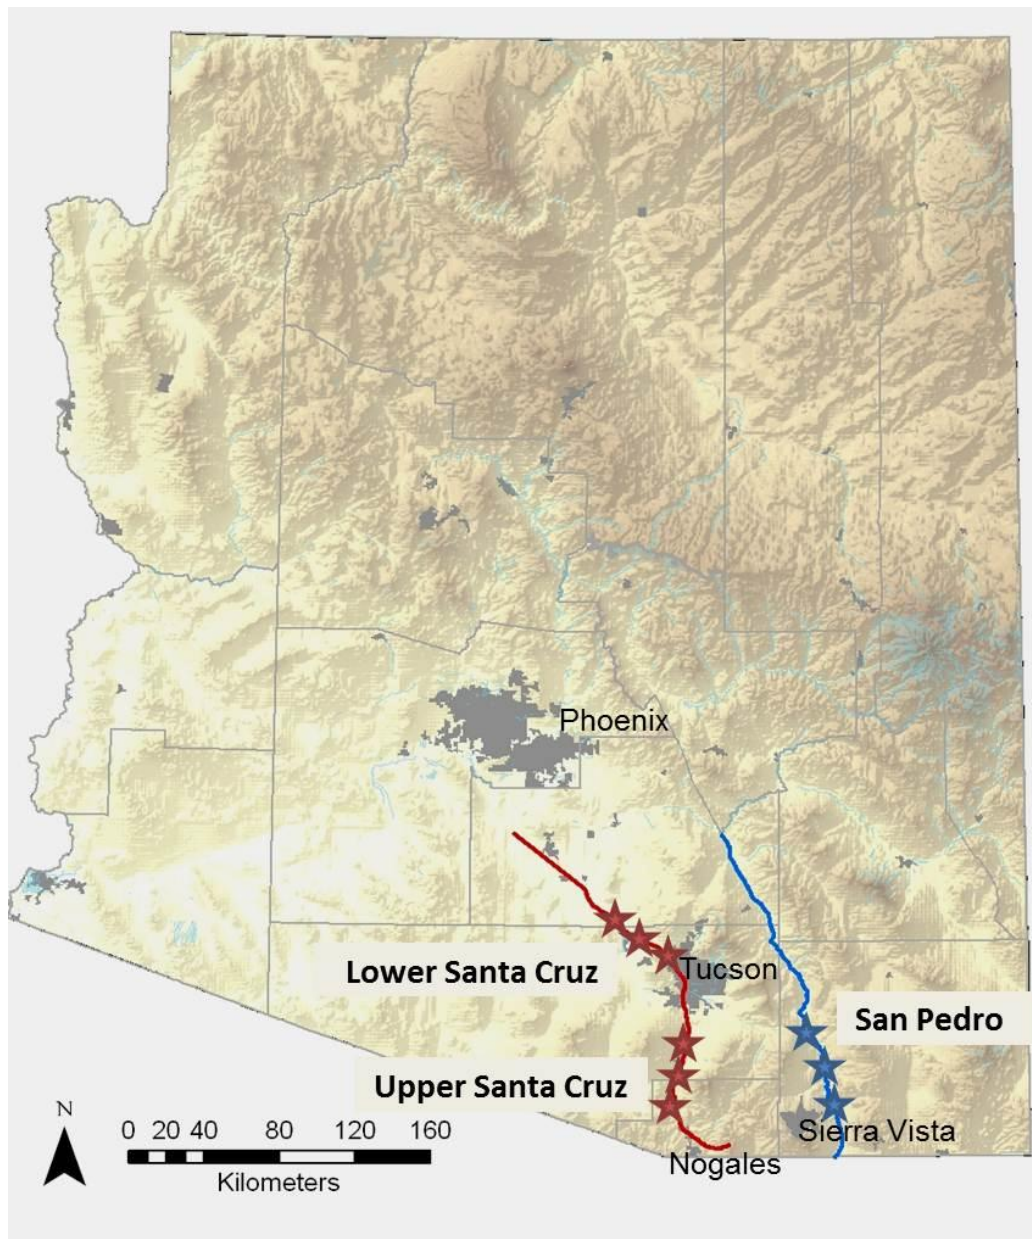 Phoenix
Tucson
Lower Santa Cruz
San Pedro
Upper Santa Cruz
Sierra Vista
Nogales
N
0 20 40 80 120 160
Kilometers